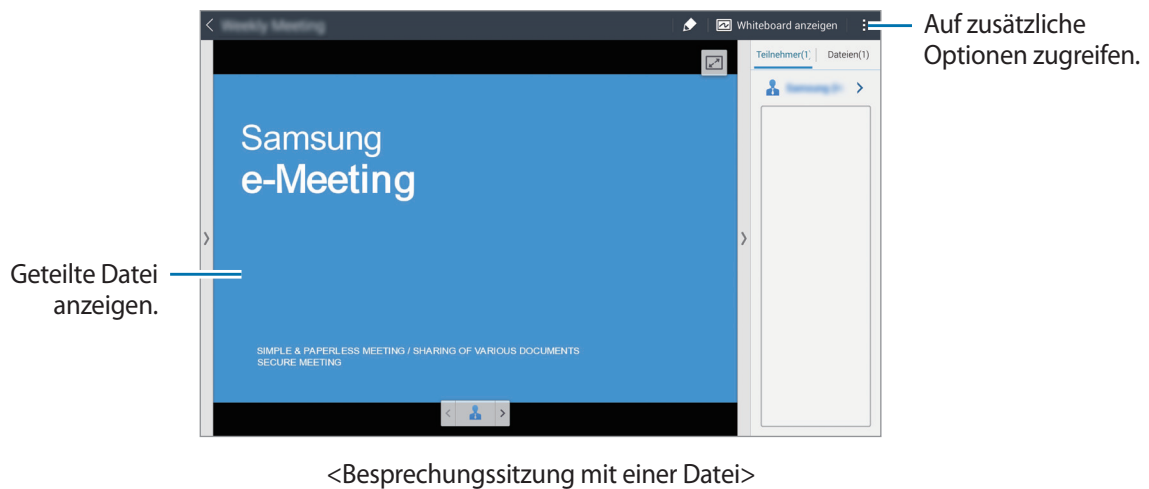 Whiteboard anzeigen
Auf zusätzliche
Optionen zugreifen.
Teilnehmer(1)
Dateien(1)
Samsung
e-Meeting
Geteilte Datei
anzeigen.
SIMPLE & PAPERLESS MEETING / SHARING OF VARIOUS DOCUMENTS
SECURE MEETING
<Besprechungssitzung mit einer Datei>